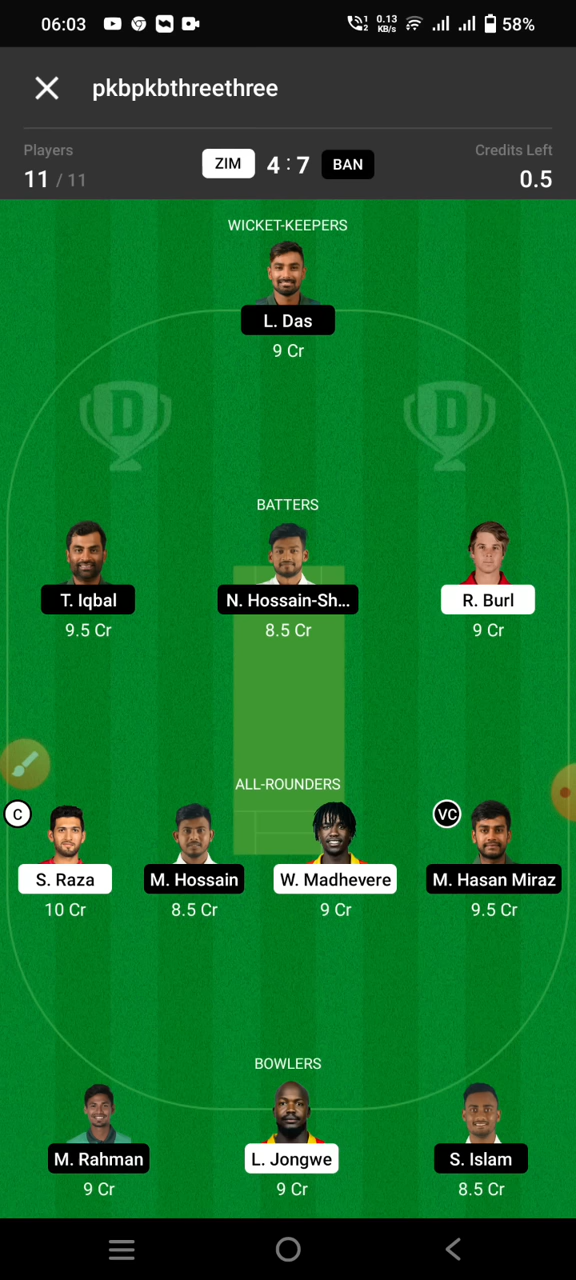 06:03
0.13 KB/s
58%
pkbpkbthreethree
Players
11 / 11
ZIM 4 : 7 BAN
Credits Left
0.5
WICKET-KEEPERS
L. Das
9 Cr
D D
BATTERS
T. Iqbal N. Hossain-Sh... R. Burl
9.5 Cr 8.5 Cr 9 Cr
ALL-ROUNDERS
C VC
S. Raza M. Hossain W. Madhevere M. Hasan Miraz
10 Cr 8.5 Cr 9 Cr 9.5 Cr
BOWLERS
M. Rahman L. Jongwe S. Islam
9 Cr 9 Cr 8.5 Cr